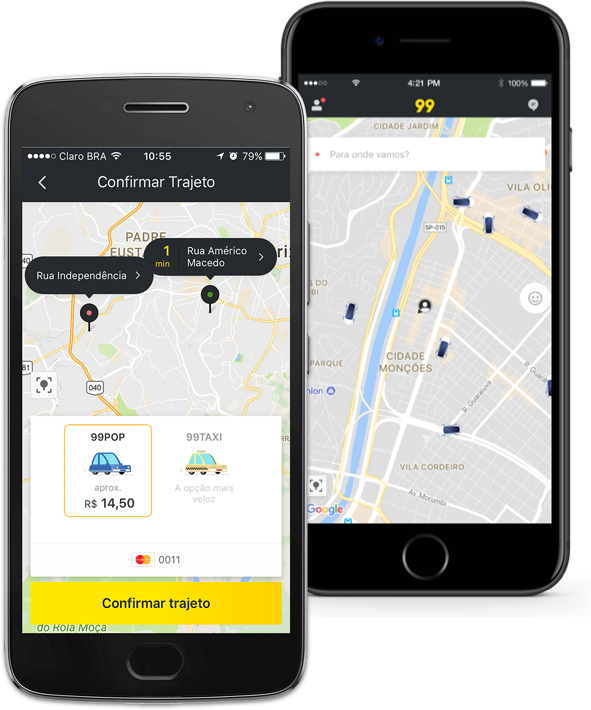 Claro BRA
10:55
79%
Confirmar Trajeto
PADRE
EUST
Rua Independência
1
min
Rua Américo
Macedo
040
99POP
aprox.
R$ 14,50
99TAXI
A opção mais
veloz
0011
Confirmar trajeto
do Rola Moça
4:21 PM
100%
99
CIDADE JARDIM
Para onde vamos?
VILA OLI
SP-015
PARQUE
CIDADE
MONÇÕES
R. Guaraiúva
R. Guararapes
VILA CORDEIRO
Av. Morumbi
Google